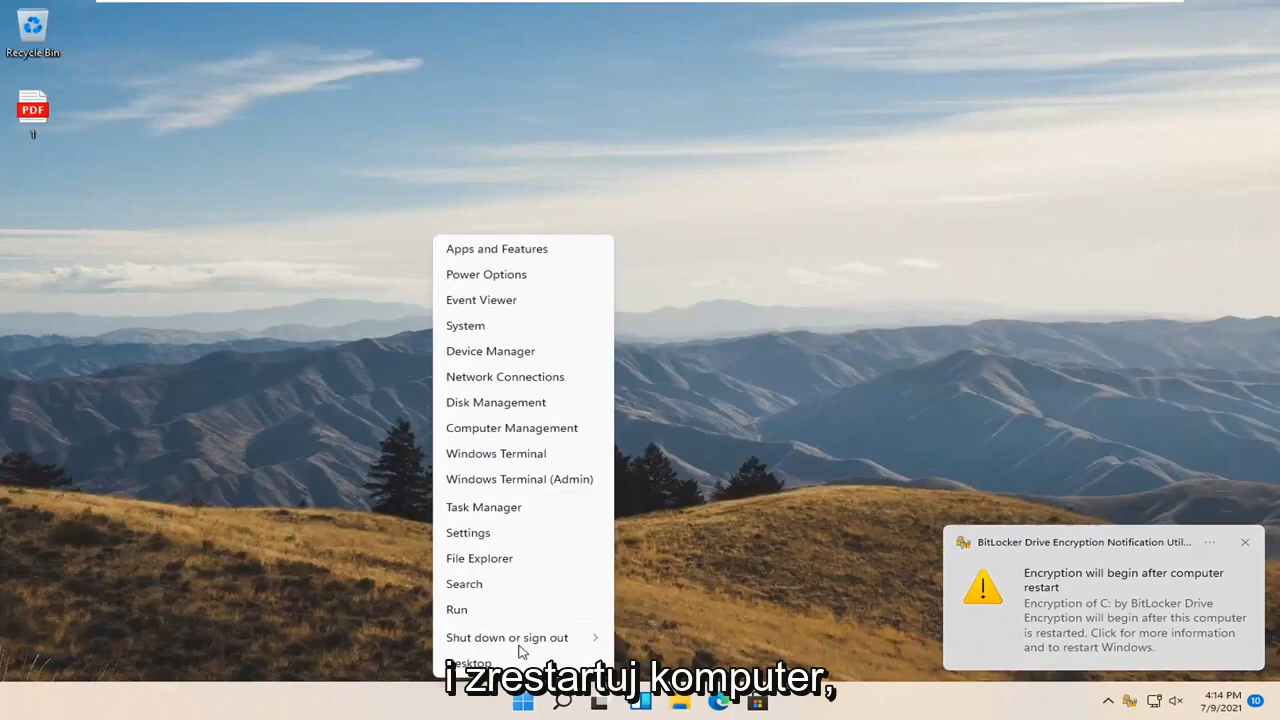 Recycle Bin
PDF
1
Apps and Features
Power Options
Event Viewer
System
Device Manager
Network Connections
Disk Management
Computer Management
Windows Terminal
Windows Terminal (Admin)
Task Manager
Settings
File Explorer
Search
Run
Shut down or sign out
Desktop
BitLocker Drive Encryption Notification Util...
Encryption will begin after computer
restart
Encryption of C: by BitLocker Drive
Encryption will begin after this computer
is restarted. Click for more information
and to restart Windows.
i zrestartuj komputer,
4:14 PM
7/9/2021
10